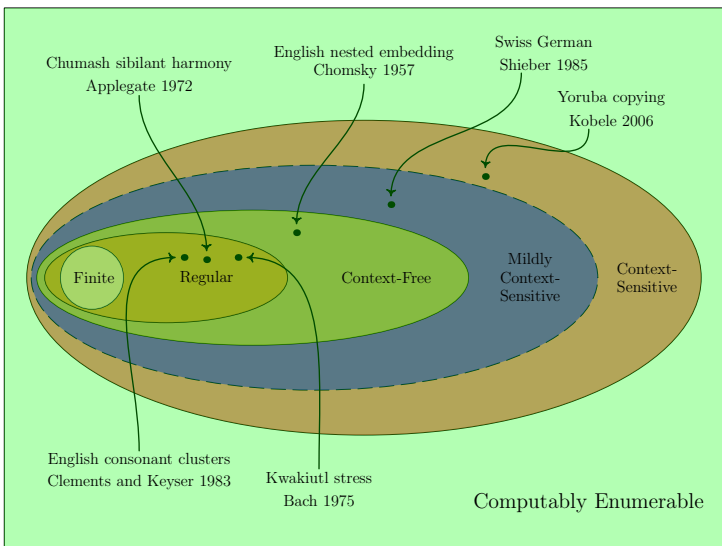 Chumash sibilant harmony
Applegate 1972
English nested embedding
Chomsky 1957
Swiss German
Shieber 1985
Yoruba copying
Kobele 2006
Finite
Regular
Context-Free
Mildly
Context-
Sensitive
Context-
Sensitive
English consonant clusters
Clements and Keyser 1983
Kwakiutl stress
Bach 1975
Computably Enumerable